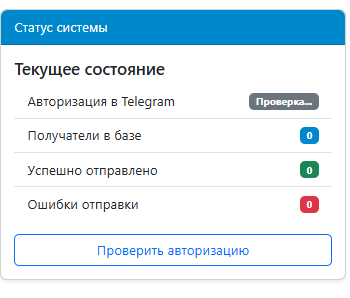 Статус системы
Текущее состояние
Авторизация в Telegram Проверка...
Получатели в базе 0
Успешно отправлено 0
Ошибки отправки 0
Проверить авторизацию